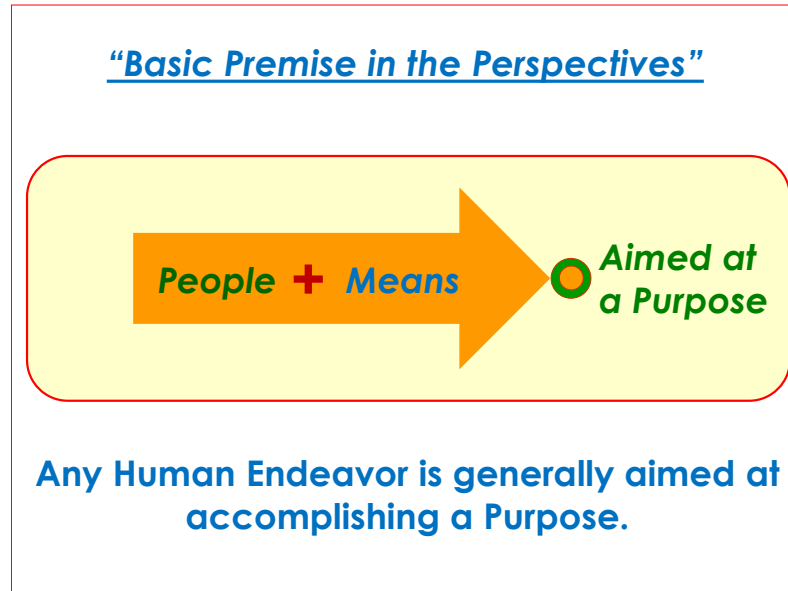 “Basic Premise in the Perspectives”
People + Means
Aimed at
a Purpose
Any Human Endeavor is generally aimed at
accomplishing a Purpose.